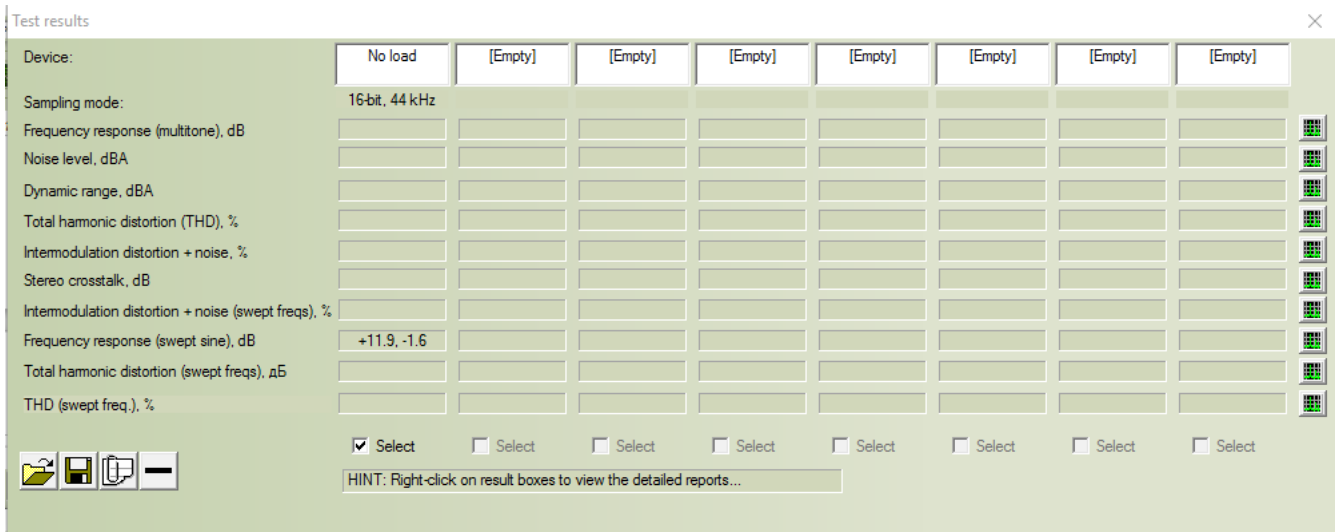 Test results
Device: No load [Empty] [Empty] [Empty] [Empty] [Empty] [Empty] [Empty]
Sampling mode: 16-bit, 44 kHz
Frequency response (multitone), dB
Noise level, dBA
Dynamic range, dBA
Total harmonic distortion (THD), %
Intermodulation distortion + noise, %
Stereo crosstalk, dB
Intermodulation distortion + noise (swept freqs), %
Frequency response (swept sine), dB +11.9, -1.6
Total harmonic distortion (swept freqs), дБ
THD (swept freq.), %
Select Select Select Select Select Select Select Select
HINT: Right-click on result boxes to view the detailed reports...